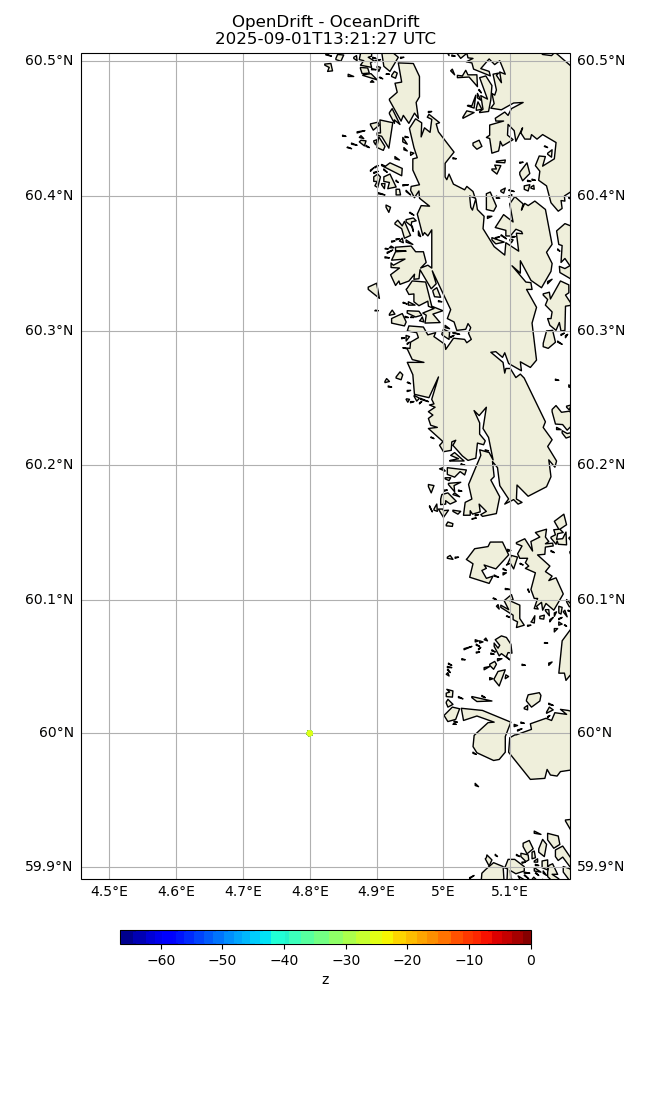 OpenDrift - OceanDrift
2025-09-01T13:21:27 UTC
60.5°N 60.5°N
60.4°N 60.4°N
60.3°N 60.3°N
60.2°N 60.2°N
60.1°N 60.1°N
60°N 60°N
59.9°N 59.9°N
4.5°E 4.6°E 4.7°E 4.8°E 4.9°E 5°E 5.1°E
−60 −50 −40 −30 −20 −10 0
z